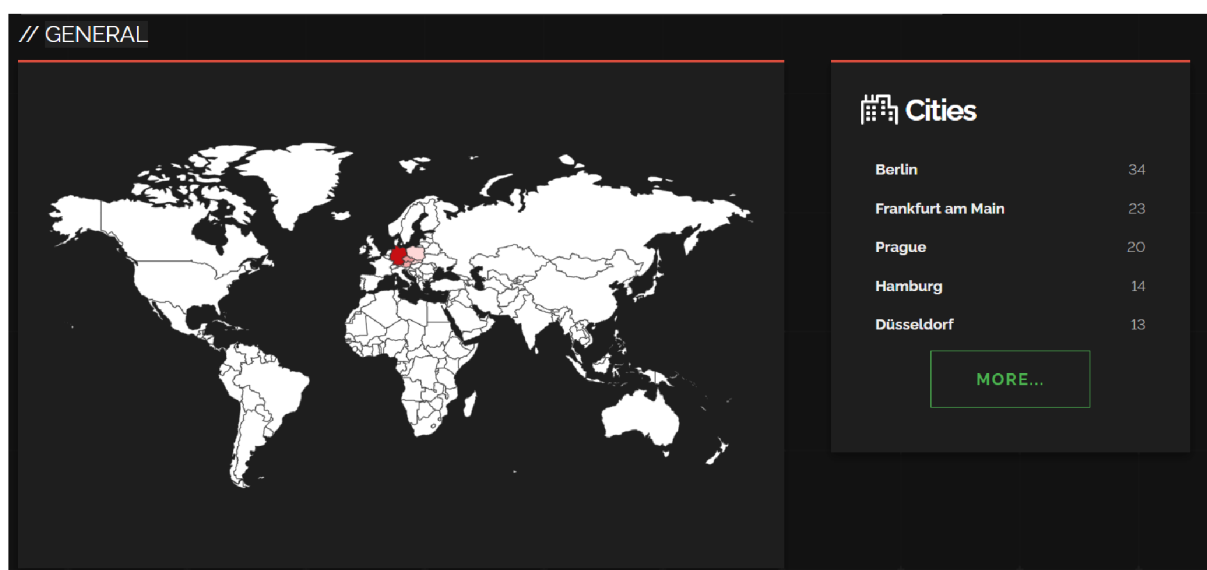 // GENERAL
Cities
Berlin 34
Frankfurt am Main 23
Prague 20
Hamburg 14
Düsseldorf 13
MORE...